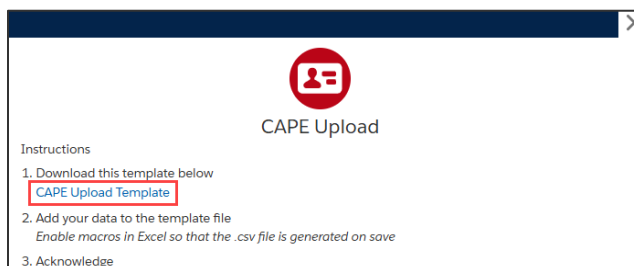 CAPE Upload
Instructions
1. Download this template below
CAPE Upload Template
2. Add your data to the template file
Enable macros in Excel so that the .csv file is generated on save
3. Acknowledge